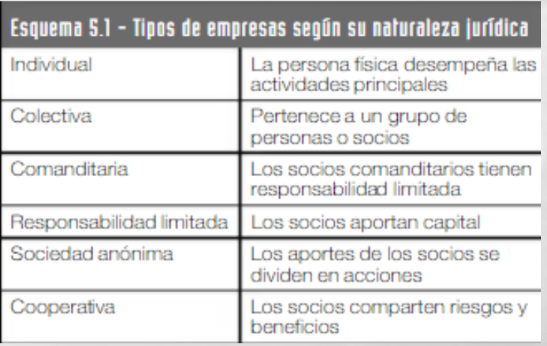 Esquema 5.1 - Tipos de empresas según su naturaleza jurídica
Individual
La persona física desempeña las
actividades principales
Colectiva
Pertenece a un grupo de
personas o socios
Comanditaria
Los socios comanditarios tienen
responsabilidad limitada
Responsabilidad limitada
Los socios aportan capital
Sociedad anónima
Los aportes de los socios se
dividen en acciones
Cooperativa
Los socios comparten riesgos y
beneficios